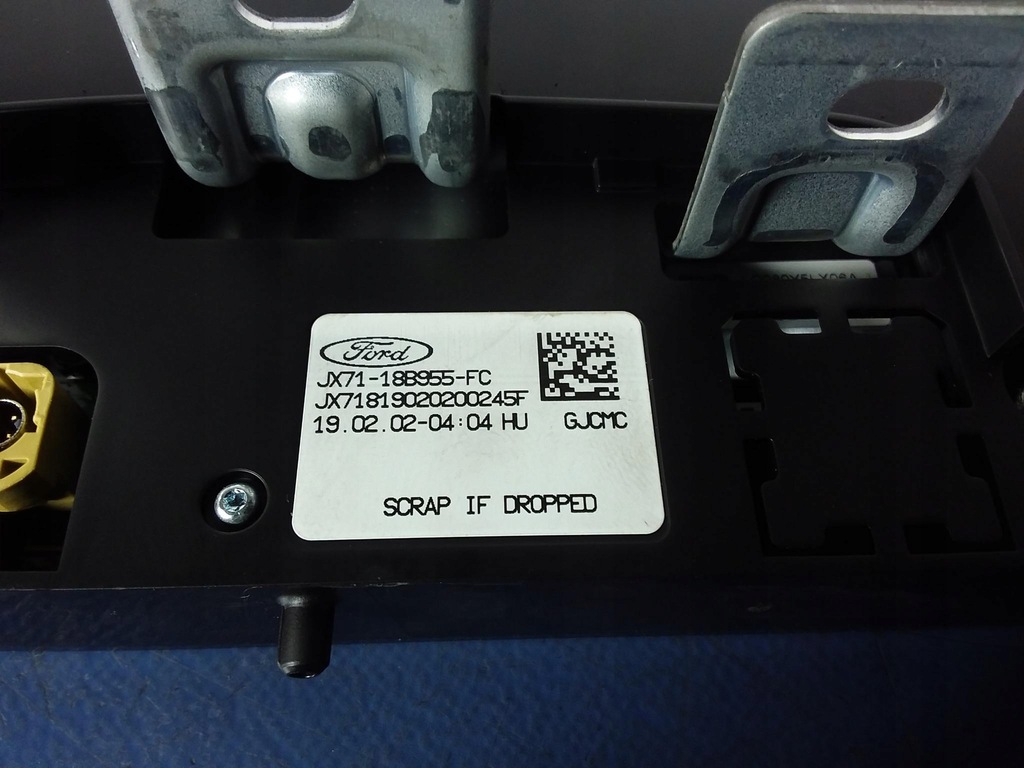 Ford
JX71-18B955-FC
JX71819020200245F
19.02.02-04:04 HU GJCMC
SCRAP IF DROPPED